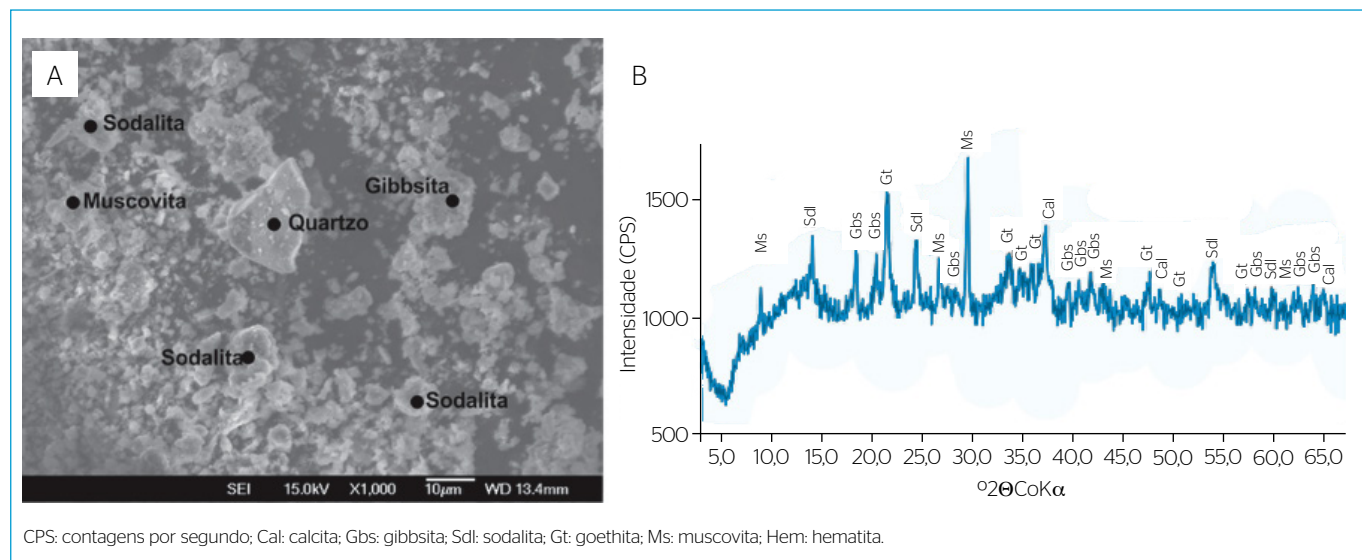 A
Sodalita
Muscovita
Gibbsita
Quartzo
Sodalita
Sodalita
SEI 15.0kV X1,000 10μm WD 13.4mm
B
Intensidade (CPS)
1500
1000
500
Ms
Sdl
Gbs
Gbs
Gt
Sdl
Ms
Gbs
Ms
Gt
Gt
Gt
Cal
Gbs
Gbs
Gbs
Ms
Gt
Cal
Gt
Sdl
Gt
Gbs
Sdl
Ms
Gbs
Gbs
Cal
5,0 10,0 15,0 20,0 25,0 30,0 35,0 40,0 45,0 50,0 55,0 60,0 65,0
º2ΘCoKα
CPS: contagens por segundo; Cal: calcita; Gbs: gibbsita; Sdl: sodalita; Gt: goethita; Ms: muscovita; Hem: hematita.